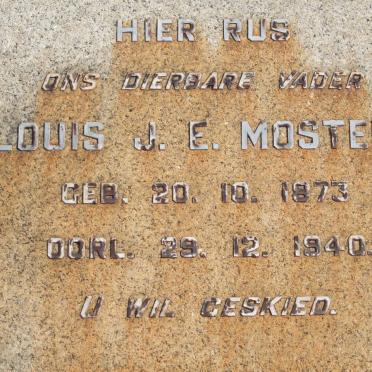 HIER RUS
ONS DIERBARE VADER
LOUIS J. E. MOSTE
GEB. 20. 10. 1873
OORL. 29. 12. 1940.
U WIL GESKIED.